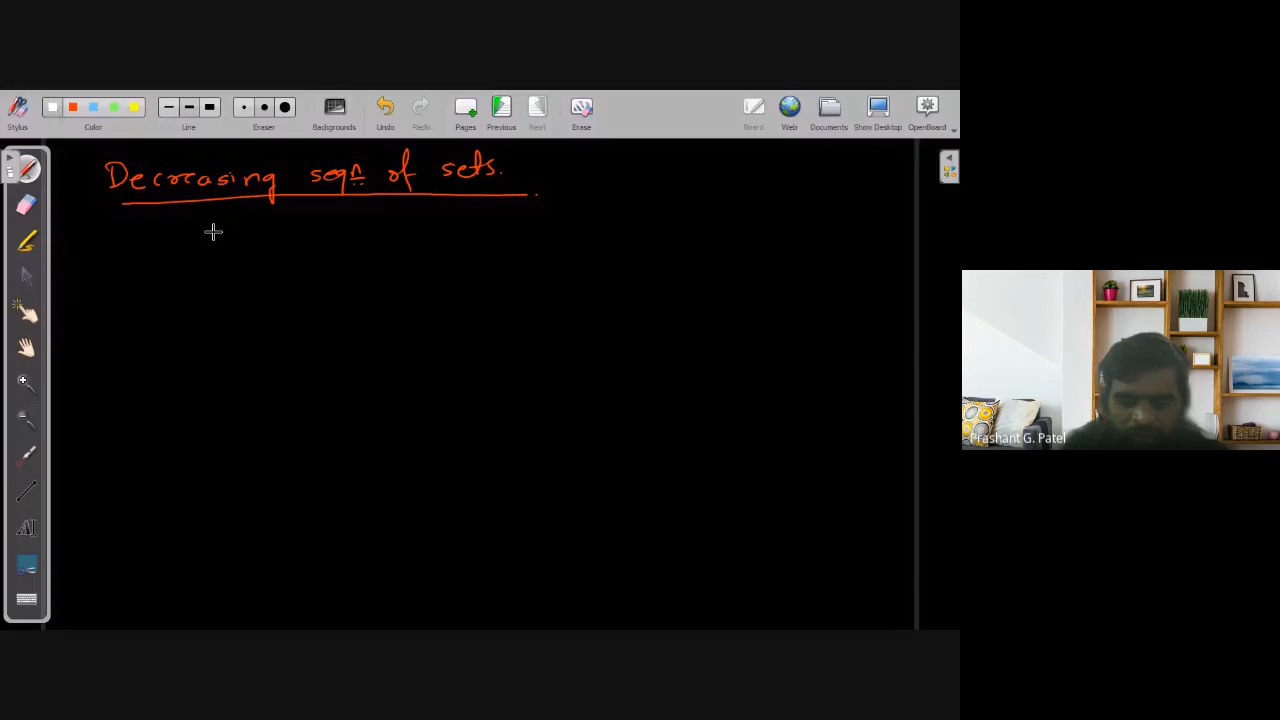 Stylus Color Line Eraser Backgrounds Undo Redo Pages Previous Next Erase Board Web Documents Show Desktop OpenBoard
Decreasing seqn of sets.
Prashant G. Patel